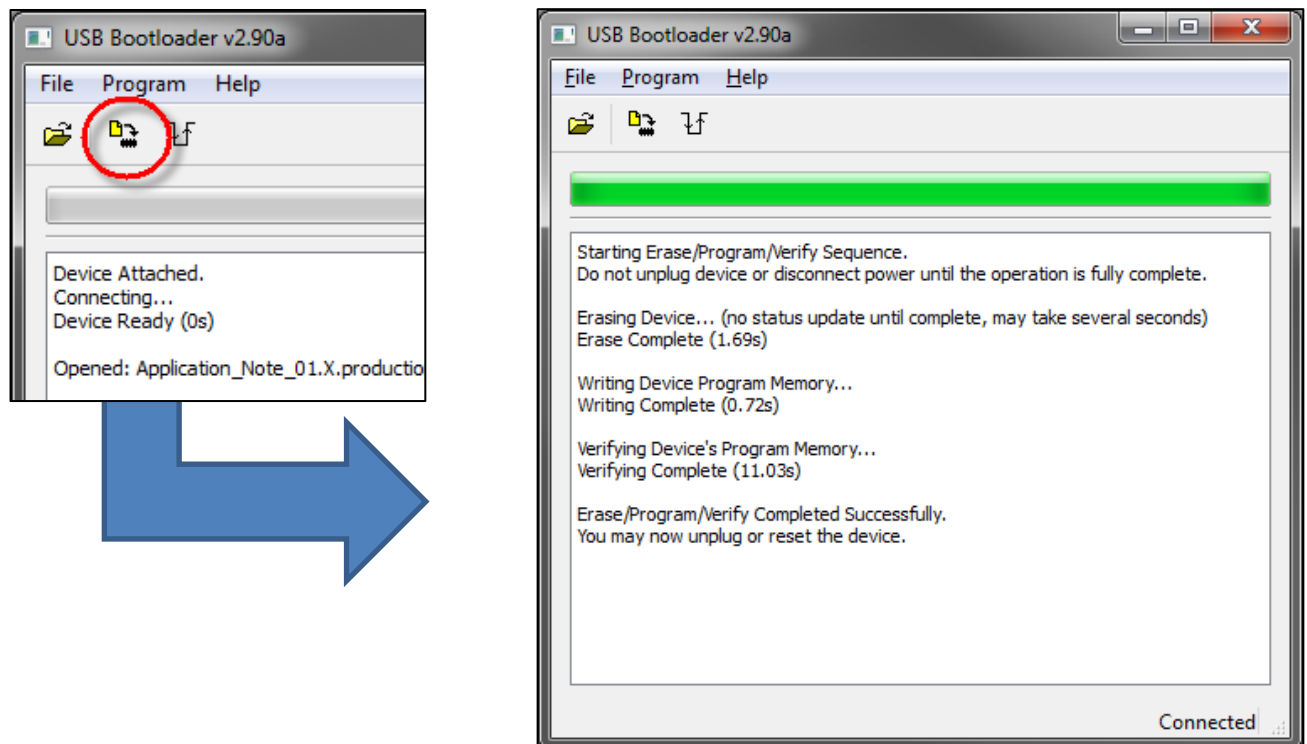 USB Bootloader v2.90a
File Program Help
Device Attached.
Connecting...
Device Ready (0s)
Opened: Application_Note_01.X.productio
USB Bootloader v2.90a
File Program Help
Starting Erase/Program/Verify Sequence.
Do not unplug device or disconnect power until the operation is fully complete.
Erasing Device... (no status update until complete, may take several seconds)
Erase Complete (1.69s)
Writing Device Program Memory...
Writing Complete (0.72s)
Verifying Device's Program Memory...
Verifying Complete (11.03s)
Erase/Program/Verify Completed Successfully.
You may now unplug or reset the device.
Connected